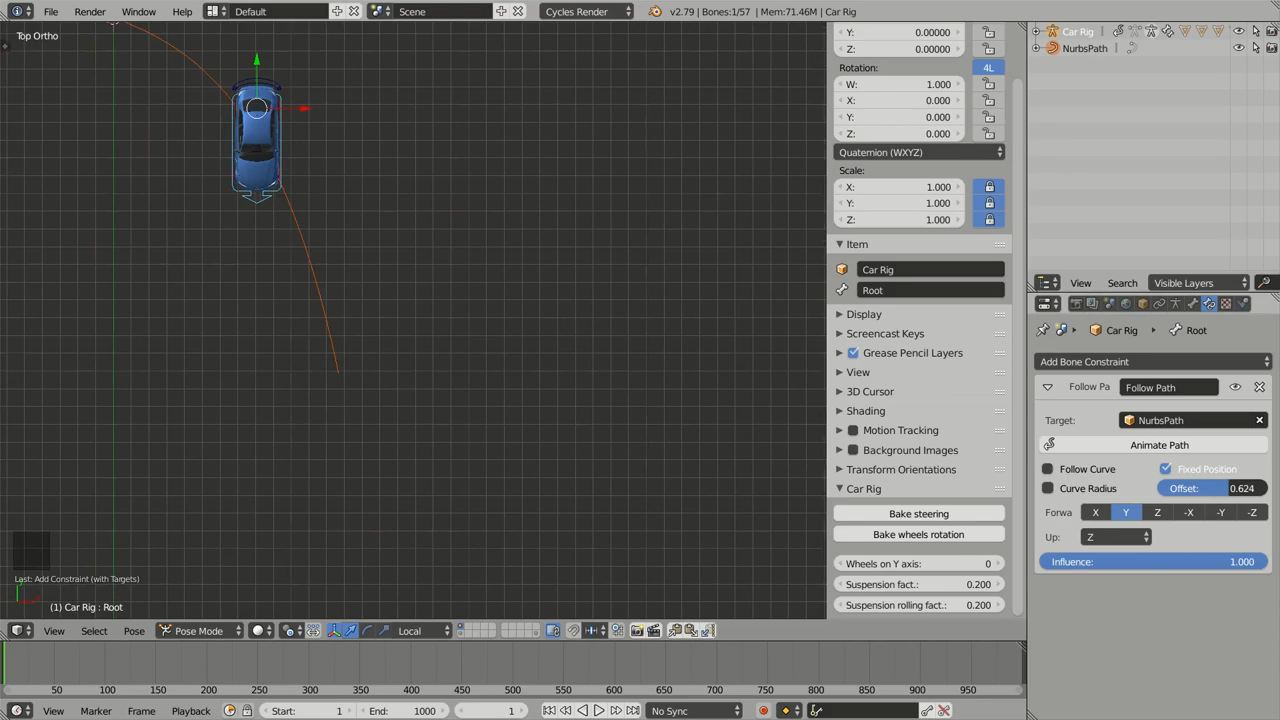 File Render Window Help Default Scene Cycles Render v2.79 | Bones:1/57 | Mem:71.46M | Car Rig
Top Ortho
Y: 0.00000
Z: 0.00000
Rotation: 4L
W: 1.000
X: 0.000
Y: 0.000
Z: 0.000
Quaternion (WXYZ)
Scale:
X: 1.000
Y: 1.000
Z: 1.000
Item
Car Rig
Root
Display
Screencast Keys
Grease Pencil Layers
View
3D Cursor
Shading
Motion Tracking
Background Images
Transform Orientations
Car Rig
Bake steering
Bake wheels rotation
Wheels on Y axis: 0
Suspension fact.: 0.200
Suspension rolling fact.: 0.200
Car Rig
NurbsPath
View Search Visible Layers
Car Rig Root
Add Bone Constraint
Follow Pa Follow Path
Target: NurbsPath
Animate Path
Follow Curve Fixed Position
Curve Radius Offset: 0.624
Forwa X Y Z -X -Y -Z
Up: Z
Influence: 1.000
Last: Add Constraint (with Targets)
(1) Car Rig : Root
View Select Pose Pose Mode Local
50 100 150 200 250 300 350 400 450 500 550 600 650 700 750 800 850 900 950
View Marker Frame Playback Start: 1 End: 1000 1 No Sync